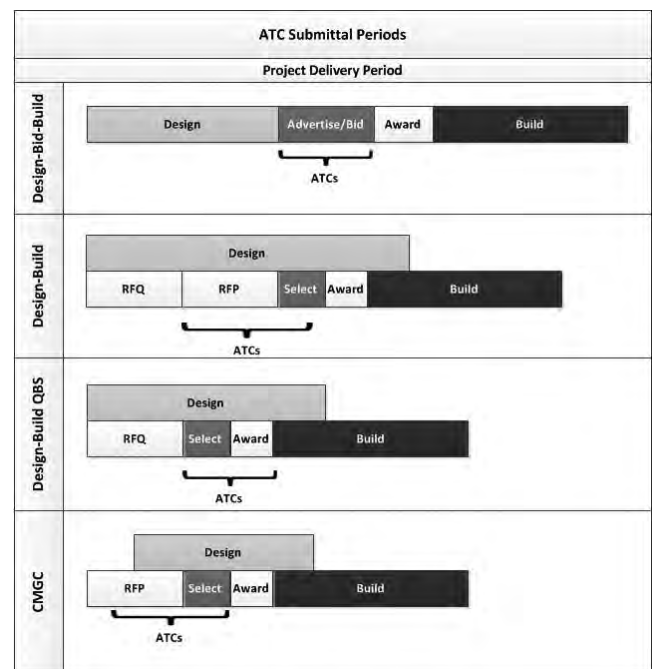 ATC Submittal Periods
Project Delivery Period
Design-Bid-Build
Design
Advertise/Bid
Award
Build
ATCs
Design-Build
Design
RFQ
RFP
Select
Award
Build
ATCs
Design-Build QBS
Design
RFQ
Select
Award
Build
ATCs
CMGC
Design
RFP
Select
Award
Build
ATCs